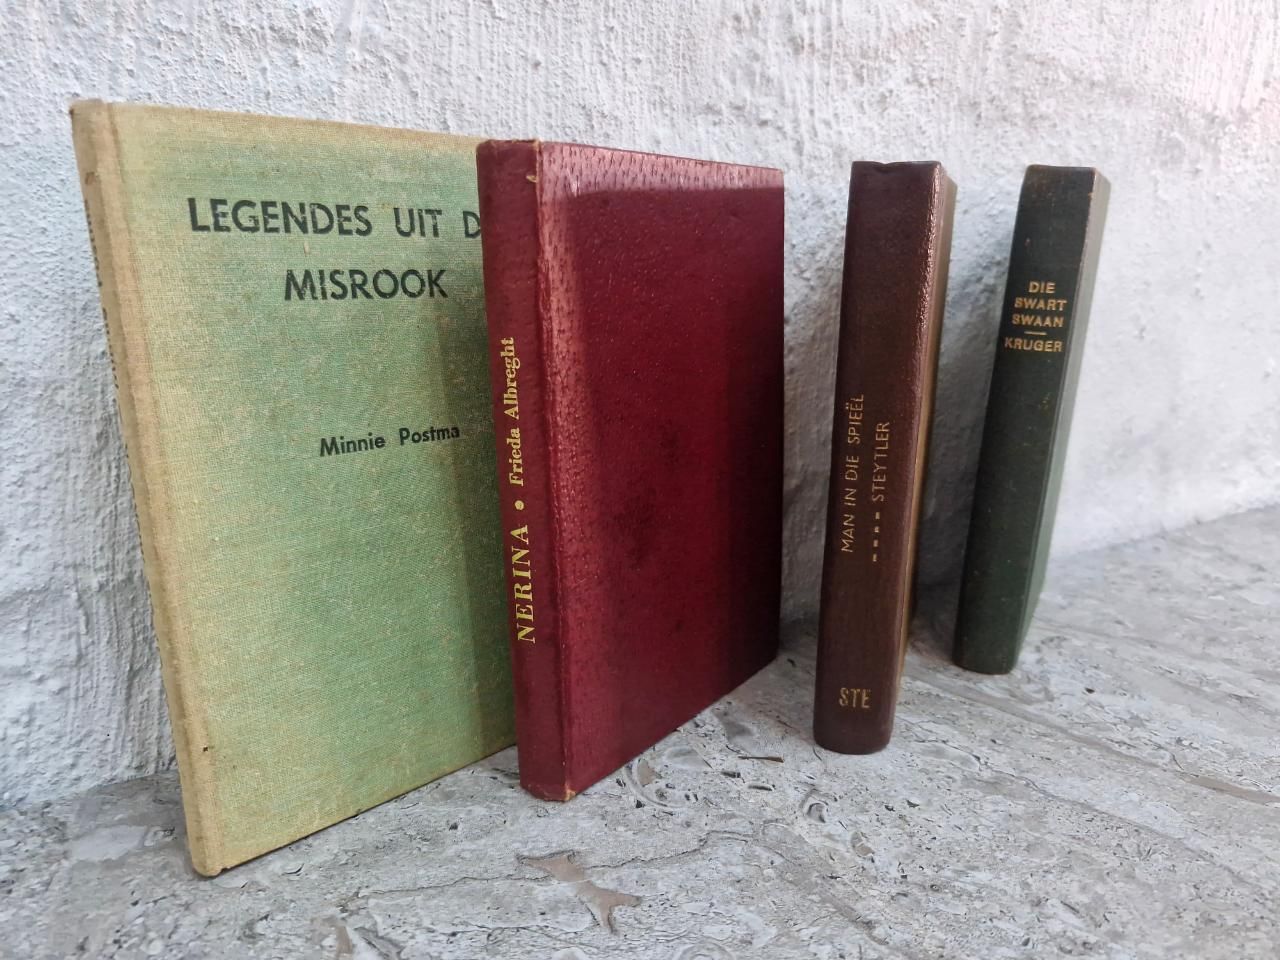 LEGENDES UIT D
MISROOK
Minnie Postma
NERINA • Frieda Albreght
MAN IN DIE SPIEËL
---- STEYTLER
STE
DIE
SWART
SWAAN
KRUGER